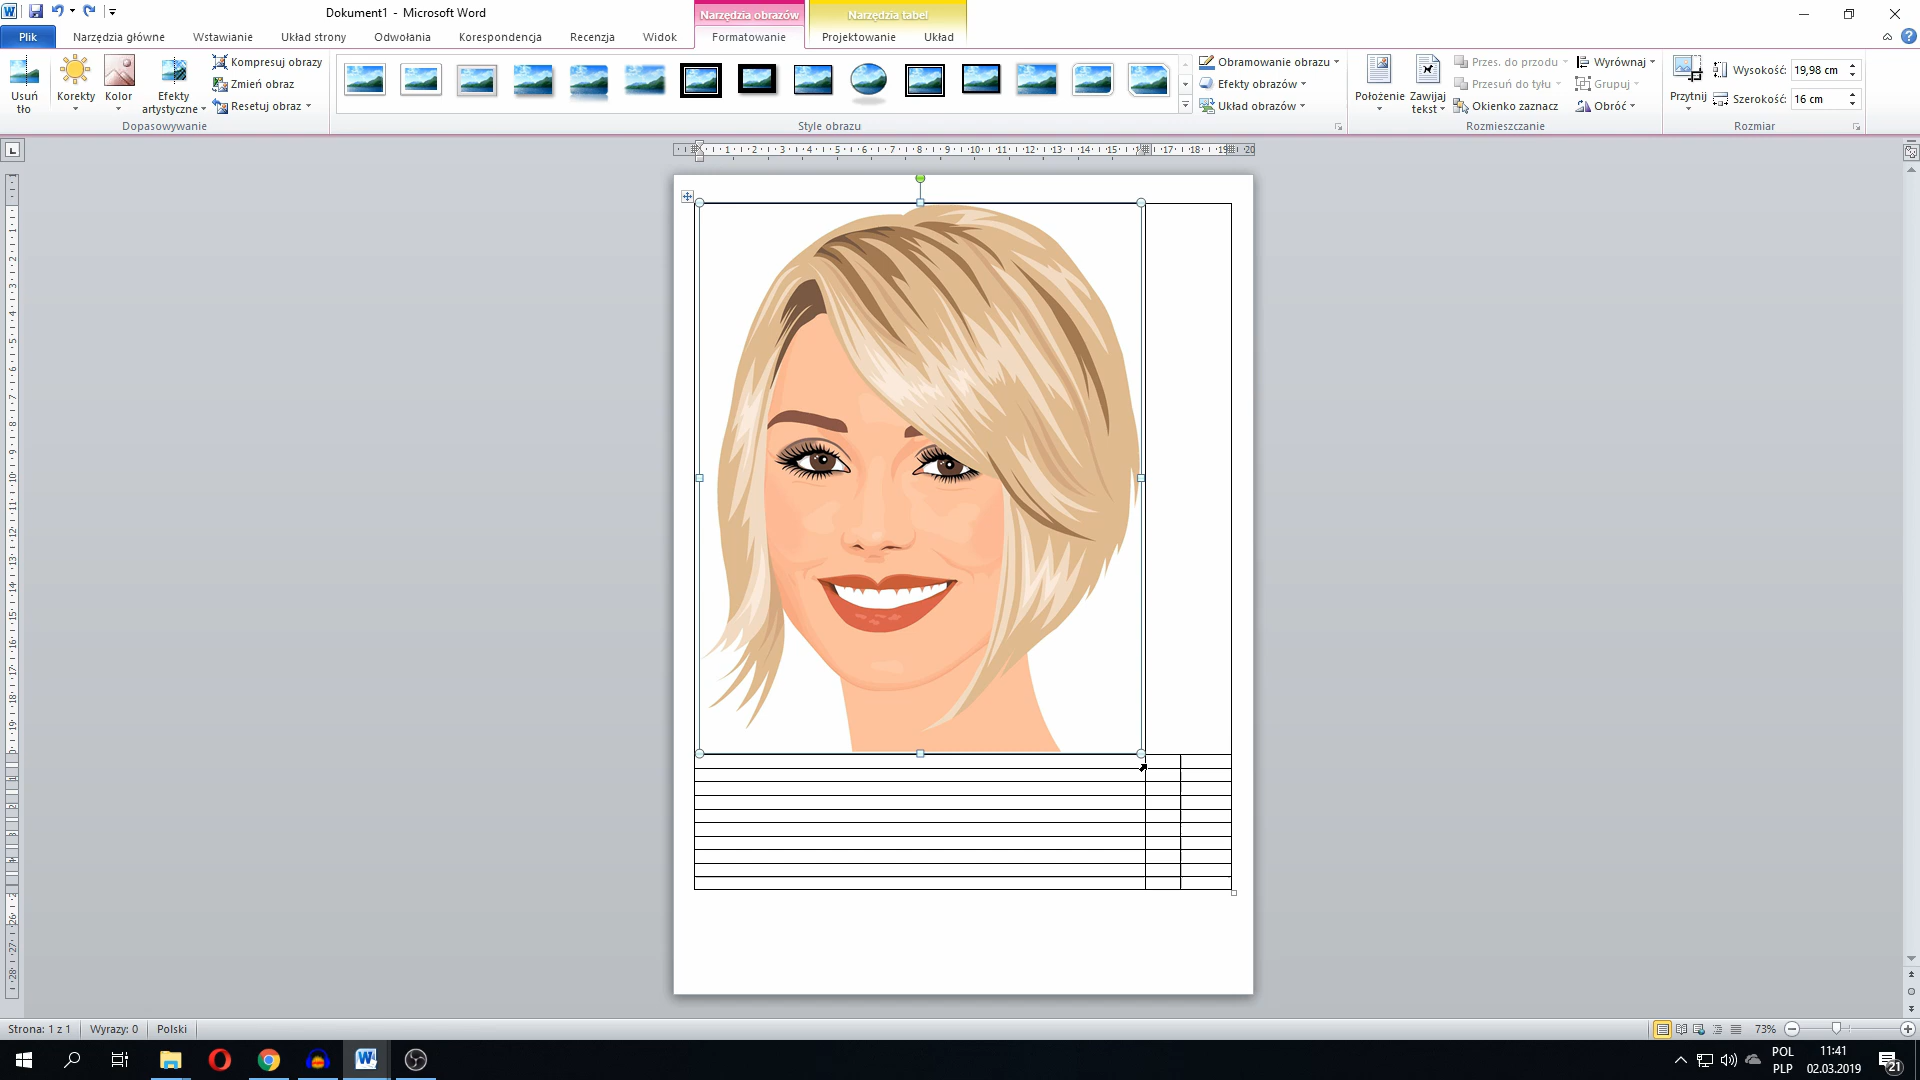 Dokument1 - Microsoft Word
Narzędzia obrazów
Narzędzia tabel
Plik
Narzędzia główne
Wstawianie
Układ strony
Odwołania
Korespondencja
Recenzja
Widok
Formatowanie
Projektowanie
Układ
Usuń tło
Korekty
Kolor
Efekty artystyczne
Kompresuj obrazy
Zmień obraz
Resetuj obraz
Dopasowywanie
Style obrazu
Obramowanie obrazu
Efekty obrazów
Układ obrazów
Położenie
Zawijaj tekst
Przes. do przodu
Przesuń do tyłu
Okienko zaznacz
Wyrównaj
Grupuj
Obróć
Rozmieszczanie
Przytnij
Wysokość: 19,98 cm
Szerokość: 16 cm
Rozmiar
Strona: 1 z 1
Wyrazy: 0
Polski
73%
POL
PLP
11:41
02.03.2019
21